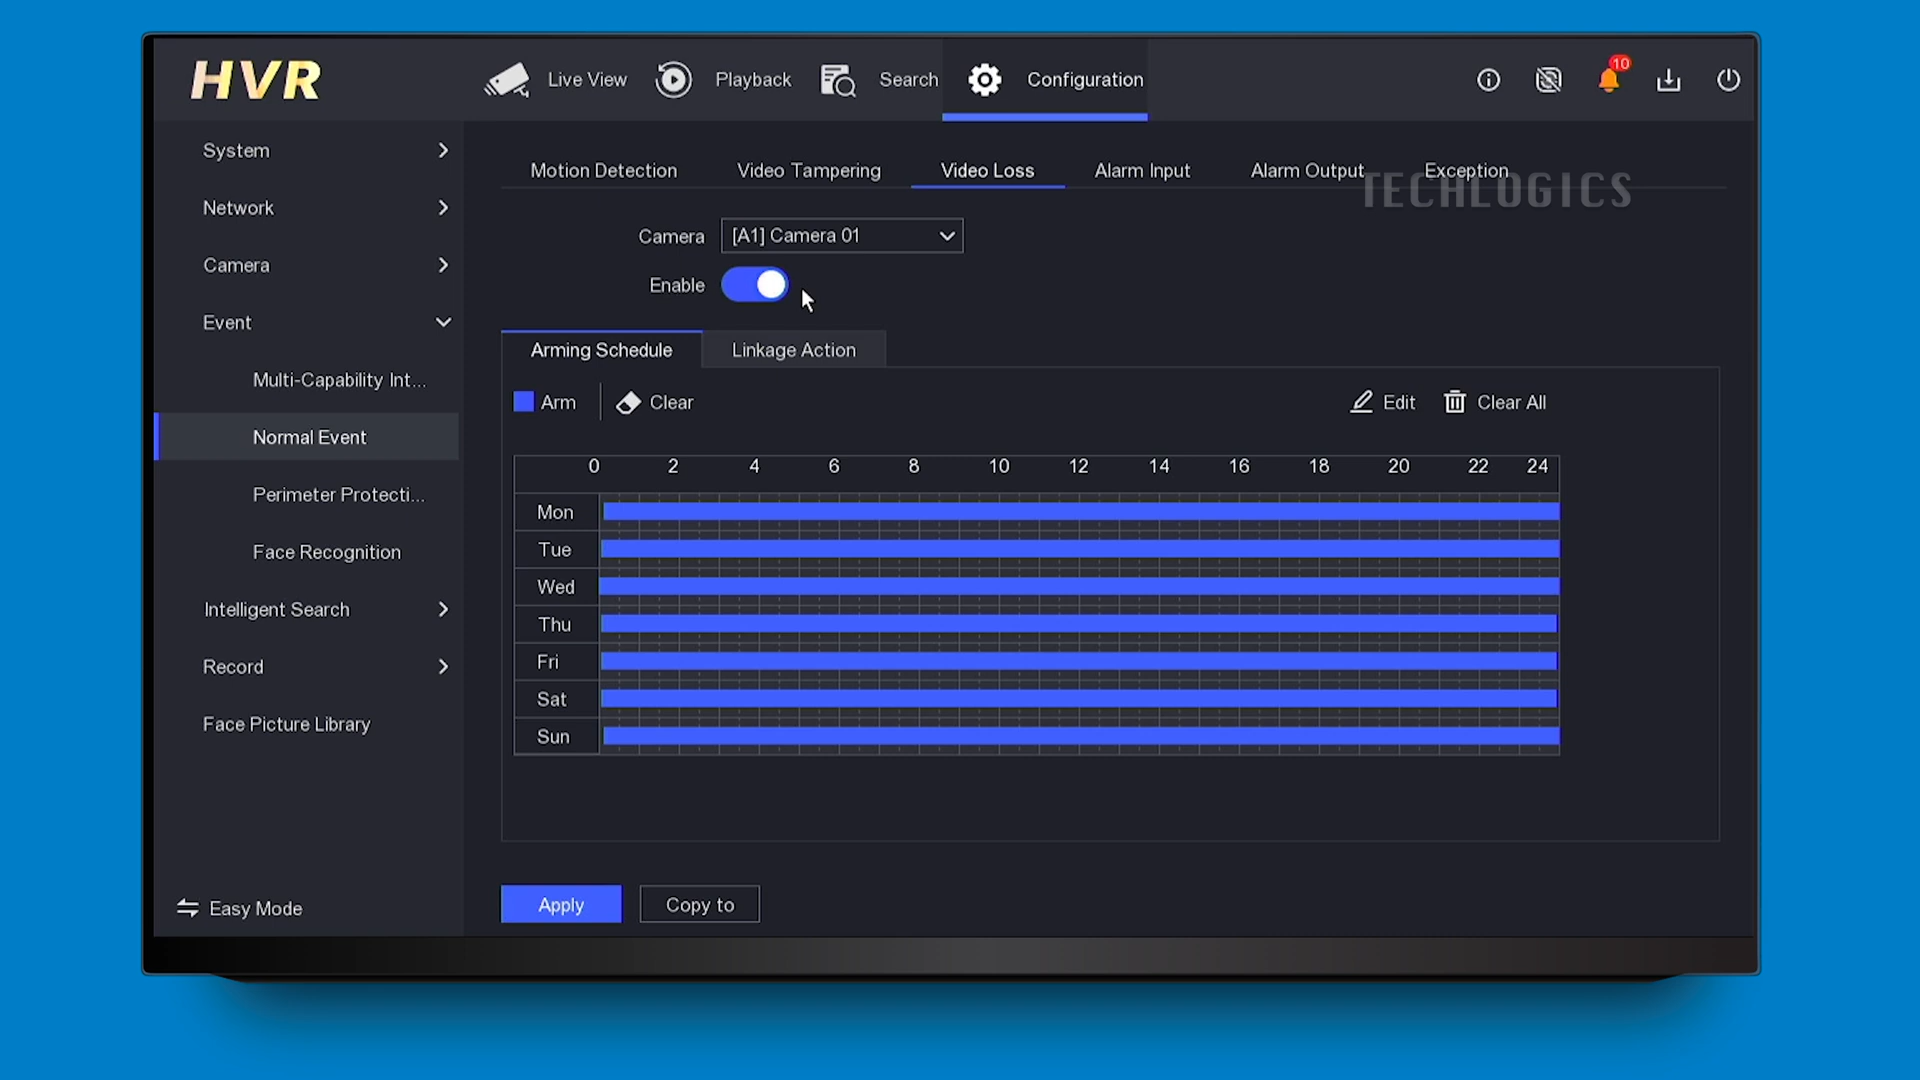 HVR
Live View
Playback
Search
Configuration
10
System
Network
Camera
Event
Multi-Capability Int...
Normal Event
Perimeter Protecti...
Face Recognition
Intelligent Search
Record
Face Picture Library
Easy Mode
Motion Detection
Video Tampering
Video Loss
Alarm Input
Alarm Output
Exception
TECHLOGICS
Camera [A1] Camera 01
Enable
Arming Schedule
Linkage Action
Arm
Clear
Edit
Clear All
0 2 4 6 8 10 12 14 16 18 20 22 24
Mon
Tue
Wed
Thu
Fri
Sat
Sun
Apply
Copy to